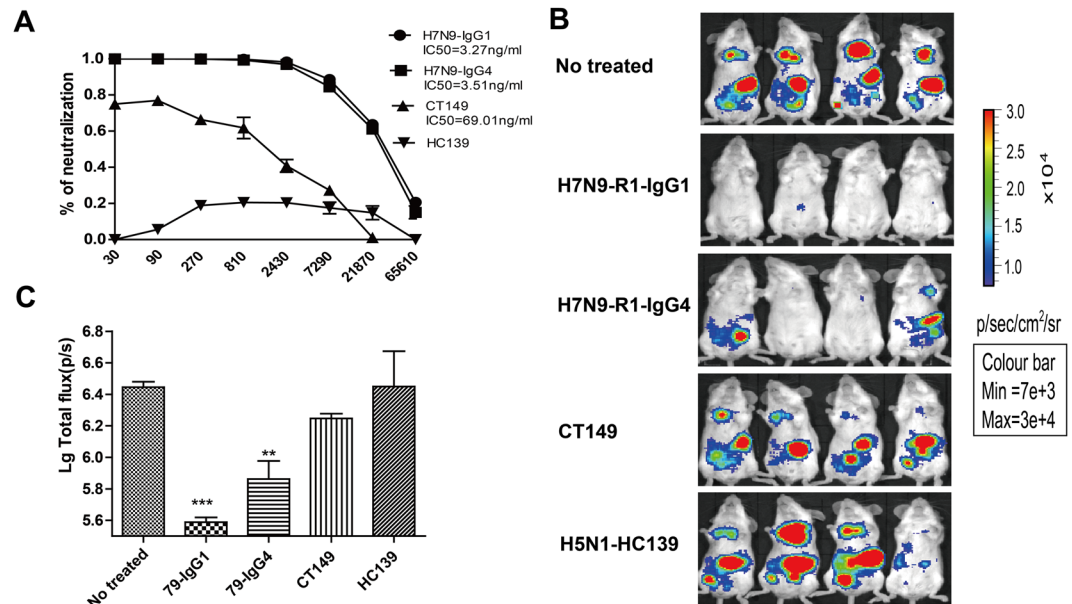 A
% of neutralization
1.0
0.8
0.6
0.4
0.2
0.0
30
90
270
810
2430
7290
21870
65610
H7N9-IgG1
IC50=3.27ng/ml
H7N9-IgG4
IC50=3.51ng/ml
CT149
IC50=69.01ng/ml
HC139
B
No treated
H7N9-R1-IgG1
H7N9-R1-IgG4
CT149
H5N1-HC139
3.0
2.5
2.0
1.5
1.0
×10⁴
p/sec/cm²/sr
Colour bar
Min =7e+3
Max=3e+4
C
Lg Total flux(p/s)
6.8
6.6
6.4
6.2
6.0
5.8
5.6
***
**
No treated
79-IgG1
79-IgG4
CT149
HC139